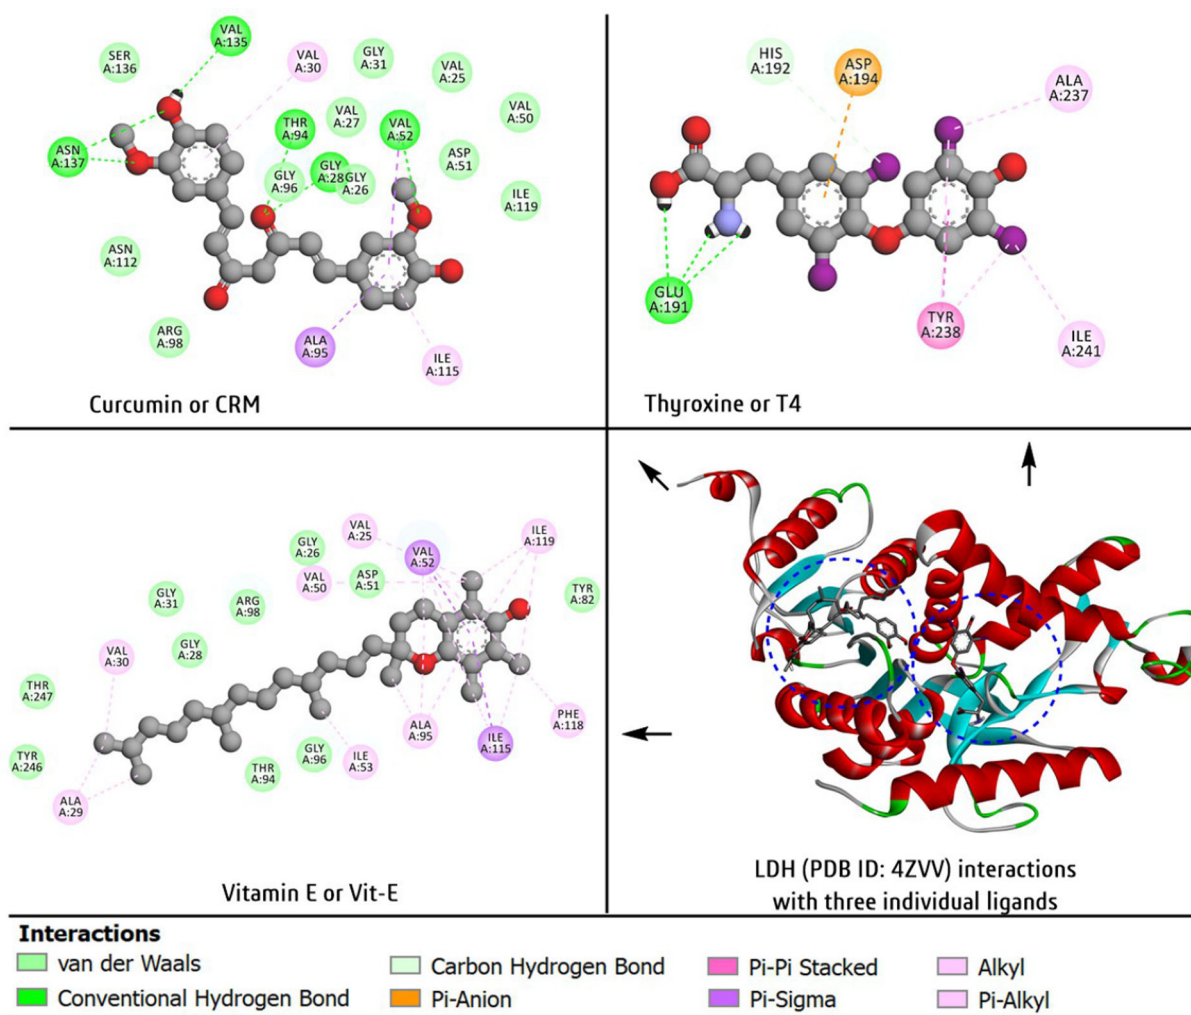 VAL
A:135
SER
A:136
VAL
A:30
GLY
A:31
VAL
A:25
VAL
A:50
THR
A:94
VAL
A:27
VAL
A:52
ASN
A:137
GLY
A:96
GLY
A:28
GLY
A:26
ASP
A:51
ILE
A:119
ASN
A:112
ARG
A:98
ALA
A:95
ILE
A:115
Curcumin or CRM
HIS
A:192
ASP
A:194
ALA
A:237
GLU
A:191
TYR
A:238
ILE
A:241
Thyroxine or T4
VAL
A:25
ILE
A:119
GLY
A:26
VAL
A:52
VAL
A:50
ASP
A:51
TYR
A:82
GLY
A:31
ARG
A:98
VAL
A:30
GLY
A:28
THR
A:247
TYR
A:246
ALA
A:29
THR
A:94
GLY
A:96
ILE
A:53
ALA
A:95
ILE
A:115
PHE
A:118
Vitamin E or Vit-E
LDH (PDB ID: 4ZVV) interactions
with three individual ligands
Interactions
van der Waals
Conventional Hydrogen Bond
Carbon Hydrogen Bond
Pi-Anion
Pi-Pi Stacked
Pi-Sigma
Alkyl
Pi-Alkyl